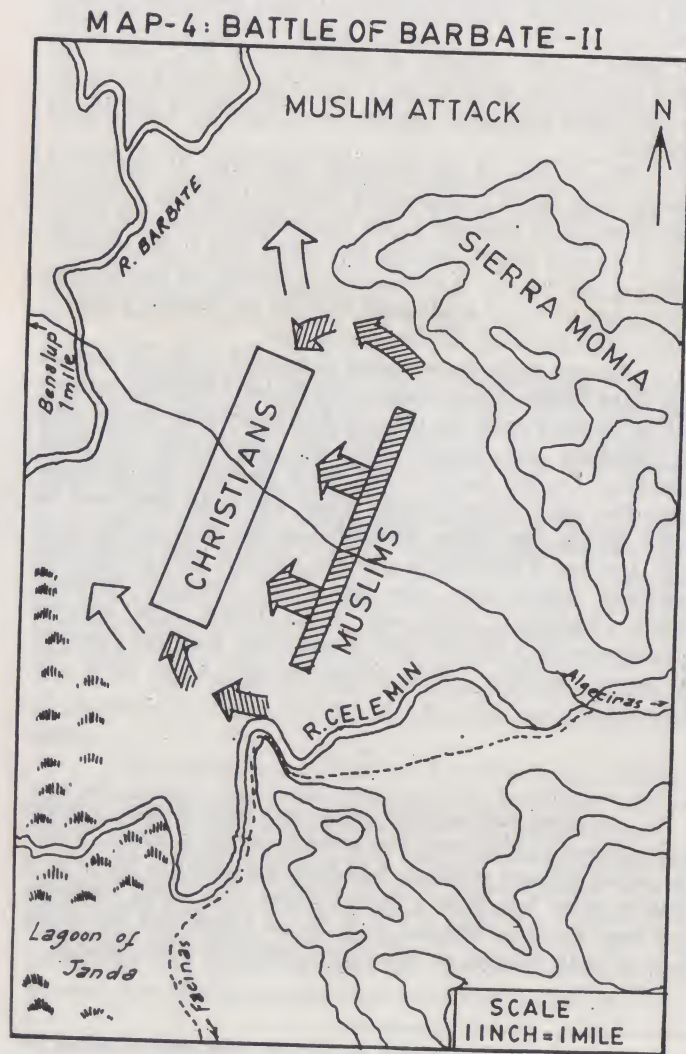 MAP-4: BATTLE OF BARBATE-II
MUSLIM ATTACK
N
R. BARBATE
SIERRA MOMIA
Benalup
1 mile
CHRISTIANS
MUSLIMS
R. CELEMIN
Algeciras →
Lagoon of
Janda
Facinas
SCALE
1 INCH = 1 MILE